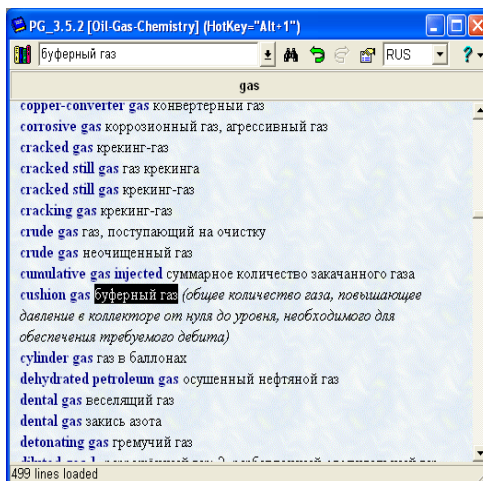 PG_3.5.2 [Oil-Gas-Chemistry] (HotKey="Alt+1")
буферный газ RUS ?
gas
copper-converter gas конвертерный газ
corrosive gas коррозионный газ, агрессивный газ
cracked gas крекинг-газ
cracked still gas газ крекинга
cracked still gas крекинг-газ
cracking gas крекинг-газ
crude gas газ, поступающий на очистку
crude gas неочищенный газ
cumulative gas injected суммарное количество закачанного газа
cushion gas буферный газ (общее количество газа, повышающее
давление в коллекторе от нуля до уровня, необходимого для
обеспечения требуемого дебита)
cylinder gas газ в баллонах
dehydrated petroleum gas осушенный нефтяной газ
dental gas веселящий газ
dental gas закись азота
detonating gas гремучий газ
diluted gas 1.
499 lines loaded